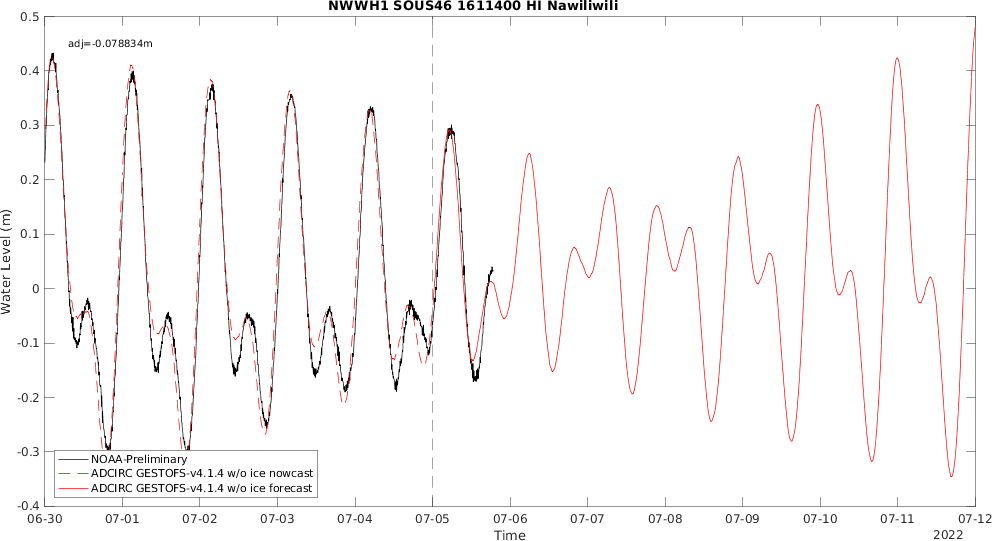 NWWH1 SOUS46 1611400 HI Nawiliwili
adj=-0.078834m
0.5
0.4
0.3
0.2
0.1
0
-0.1
-0.2
-0.3
-0.4
Water Level (m)
NOAA-Preliminary
ADCIRC GESTOFS-v4.1.4 w/o ice nowcast
ADCIRC GESTOFS-v4.1.4 w/o ice forecast
06-30 07-01 07-02 07-03 07-04 07-05 07-06 07-07 07-08 07-09 07-10 07-11 07-12
Time
2022